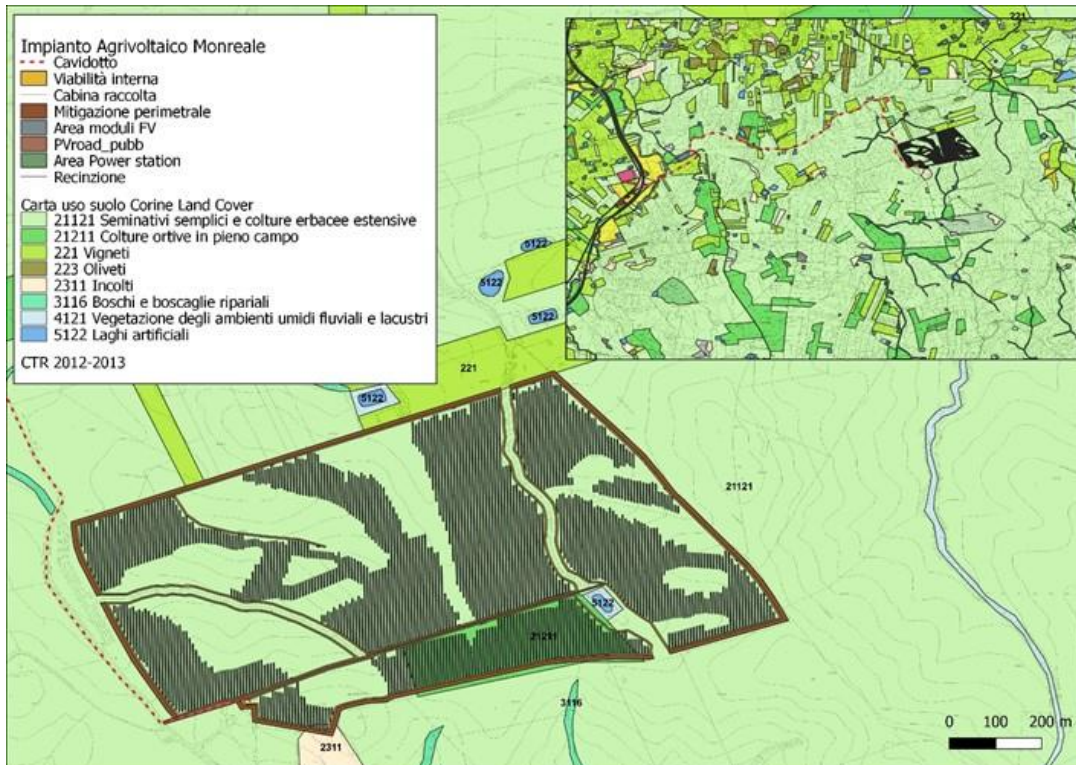 Impianto Agrivoltaico Monreale
Cavidotto
Viabilità interna
Cabina raccolta
Mitigazione perimetrale
Area moduli FV
PVroad_pubb
Area Power station
Recinzione
Carta uso suolo Corine Land Cover
21121 Seminativi semplici e colture erbacee estensive
21211 Colture ortive in pieno campo
221 Vigneti
223 Oliveti
2311 Incolti
3116 Boschi e boscaglie ripariali
4121 Vegetazione degli ambienti umidi fluviali e lacustri
5122 Laghi artificiali
CTR 2012-2013
221
5122
5122
5122
221
5122
21121
5122
21211
3116
2311
0 100 200 m